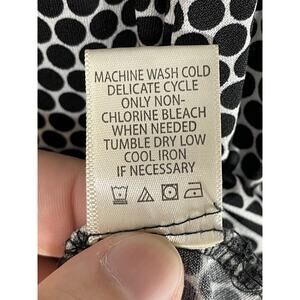 MACHINE WASH COLD
DELICATE CYCLE
ONLY NON-
CHLORINE BLEACH
WHEN NEEDED
TUMBLE DRY LOW
COOL IRON
IF NECESSARY